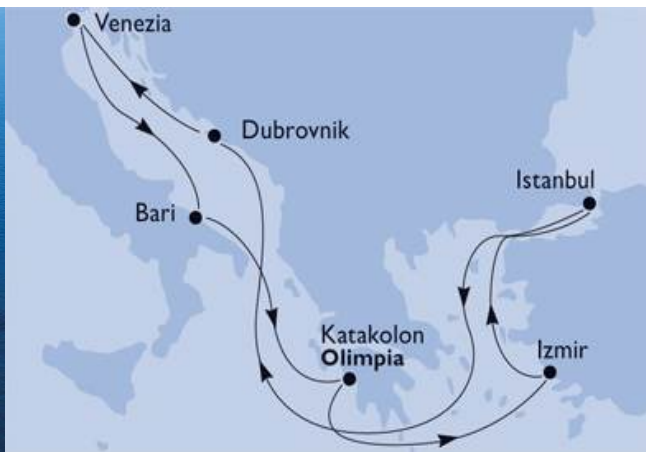 Venezia
Dubrovnik
Istanbul
Bari
Katakolon
Olimpia
Izmir